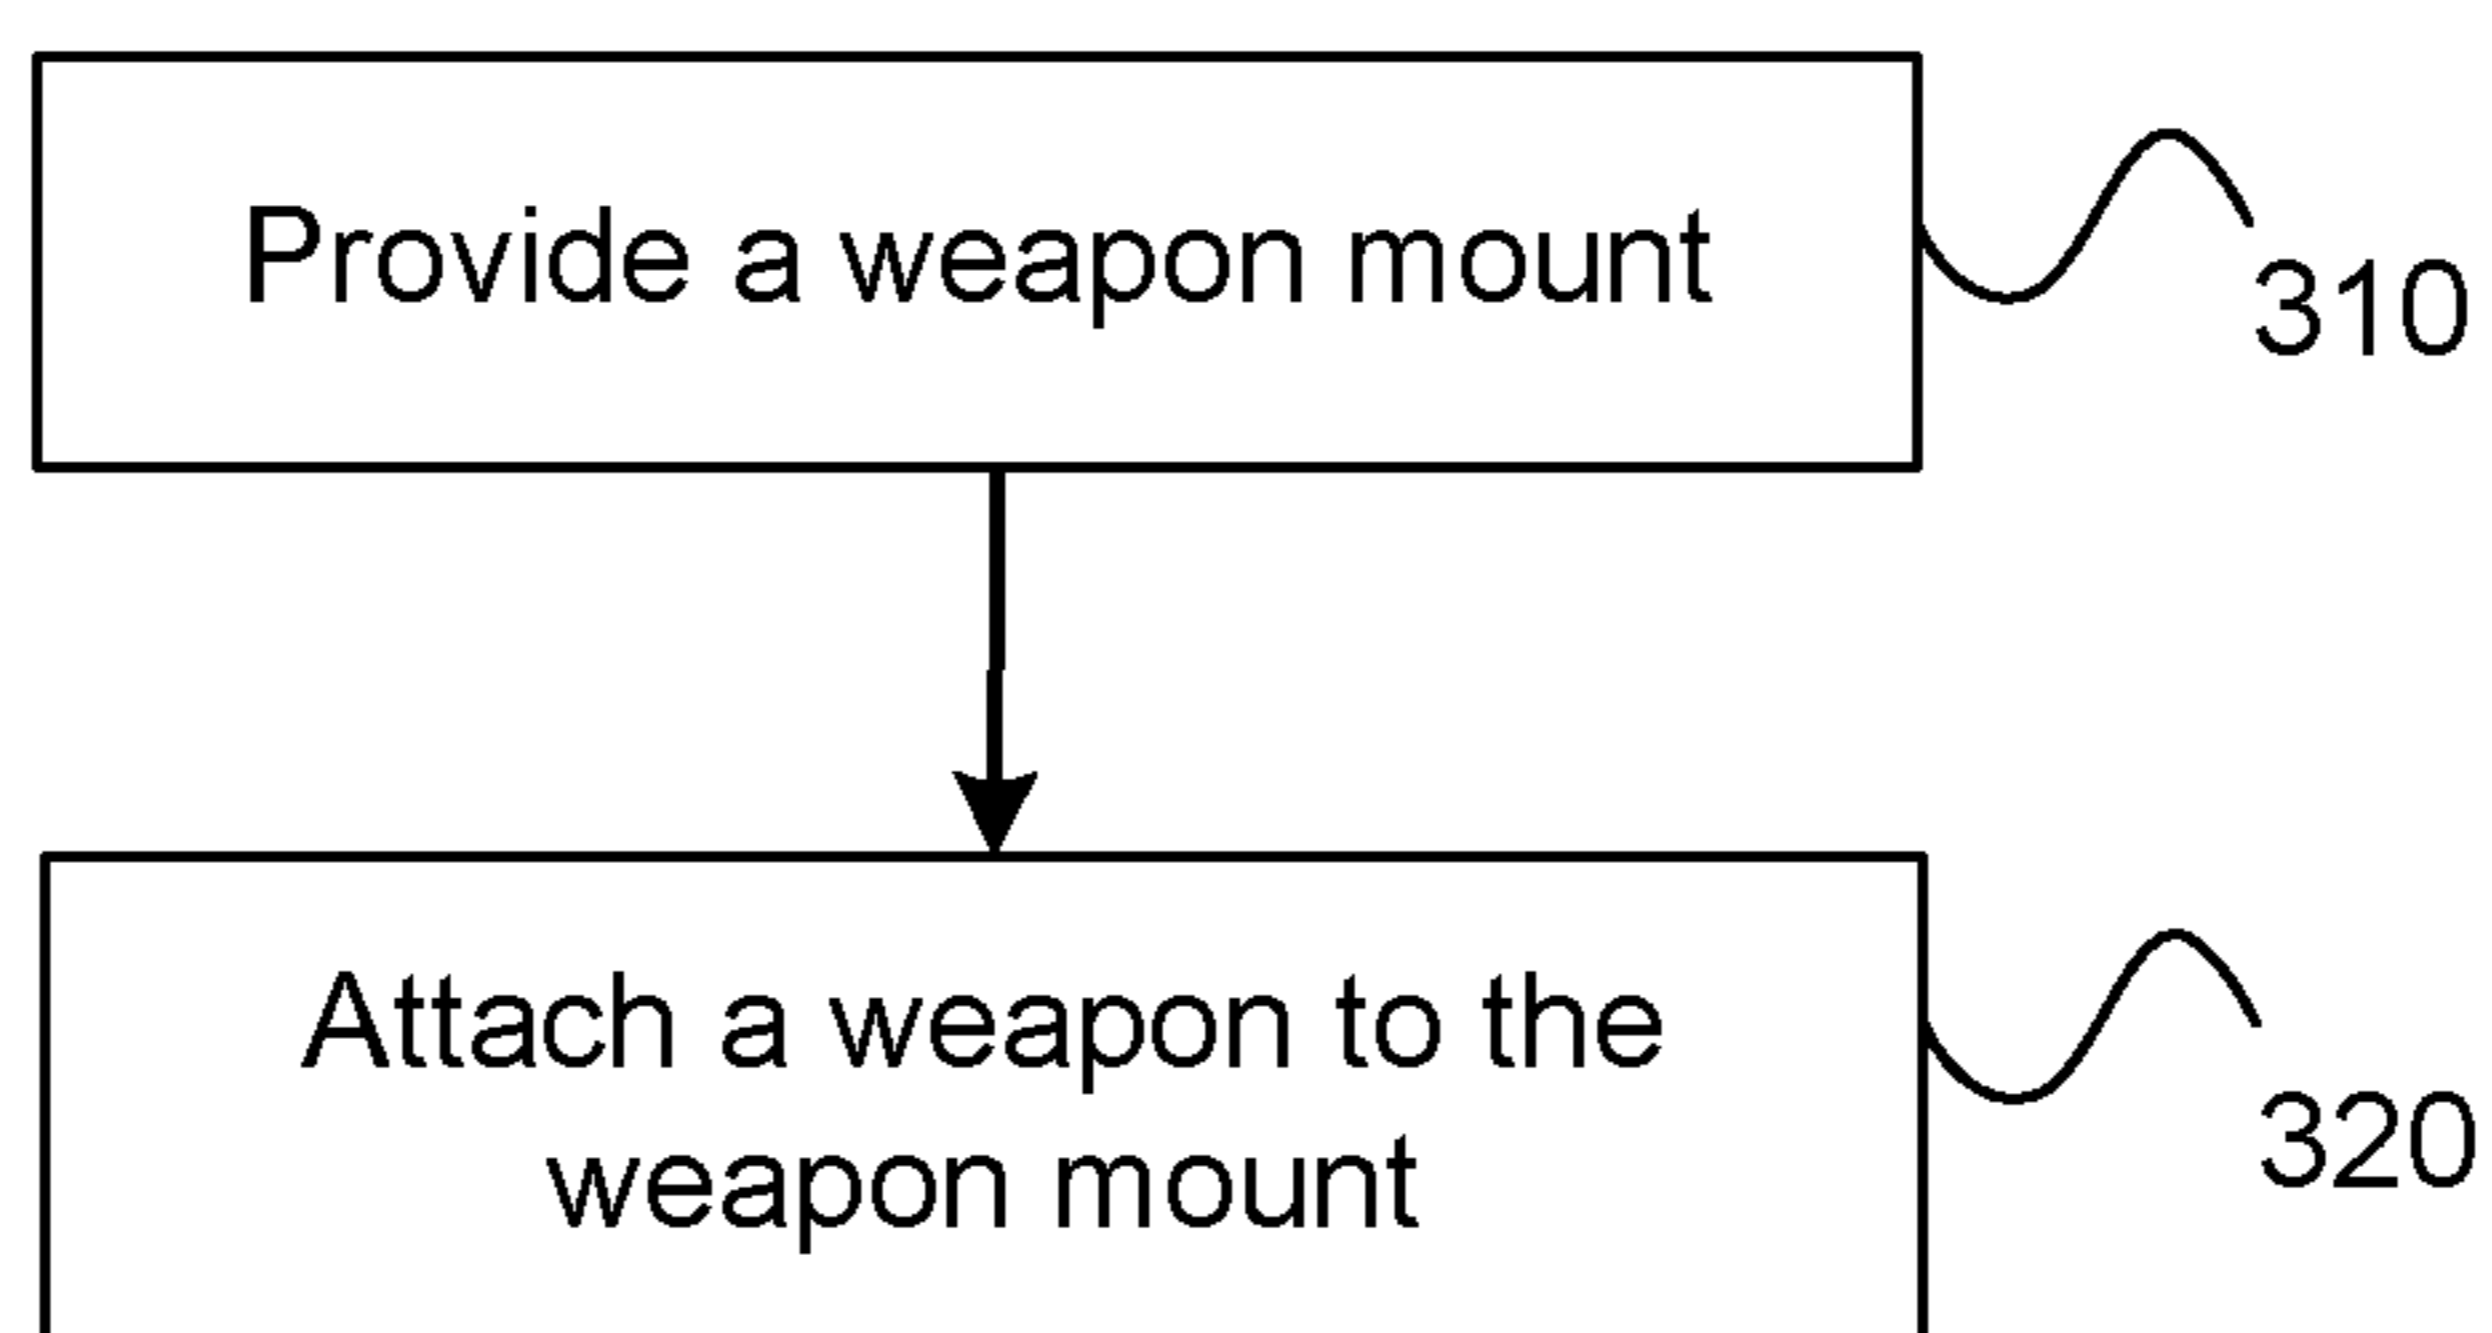 Provide a weapon mount
310
Attach a weapon to the
weapon mount
320